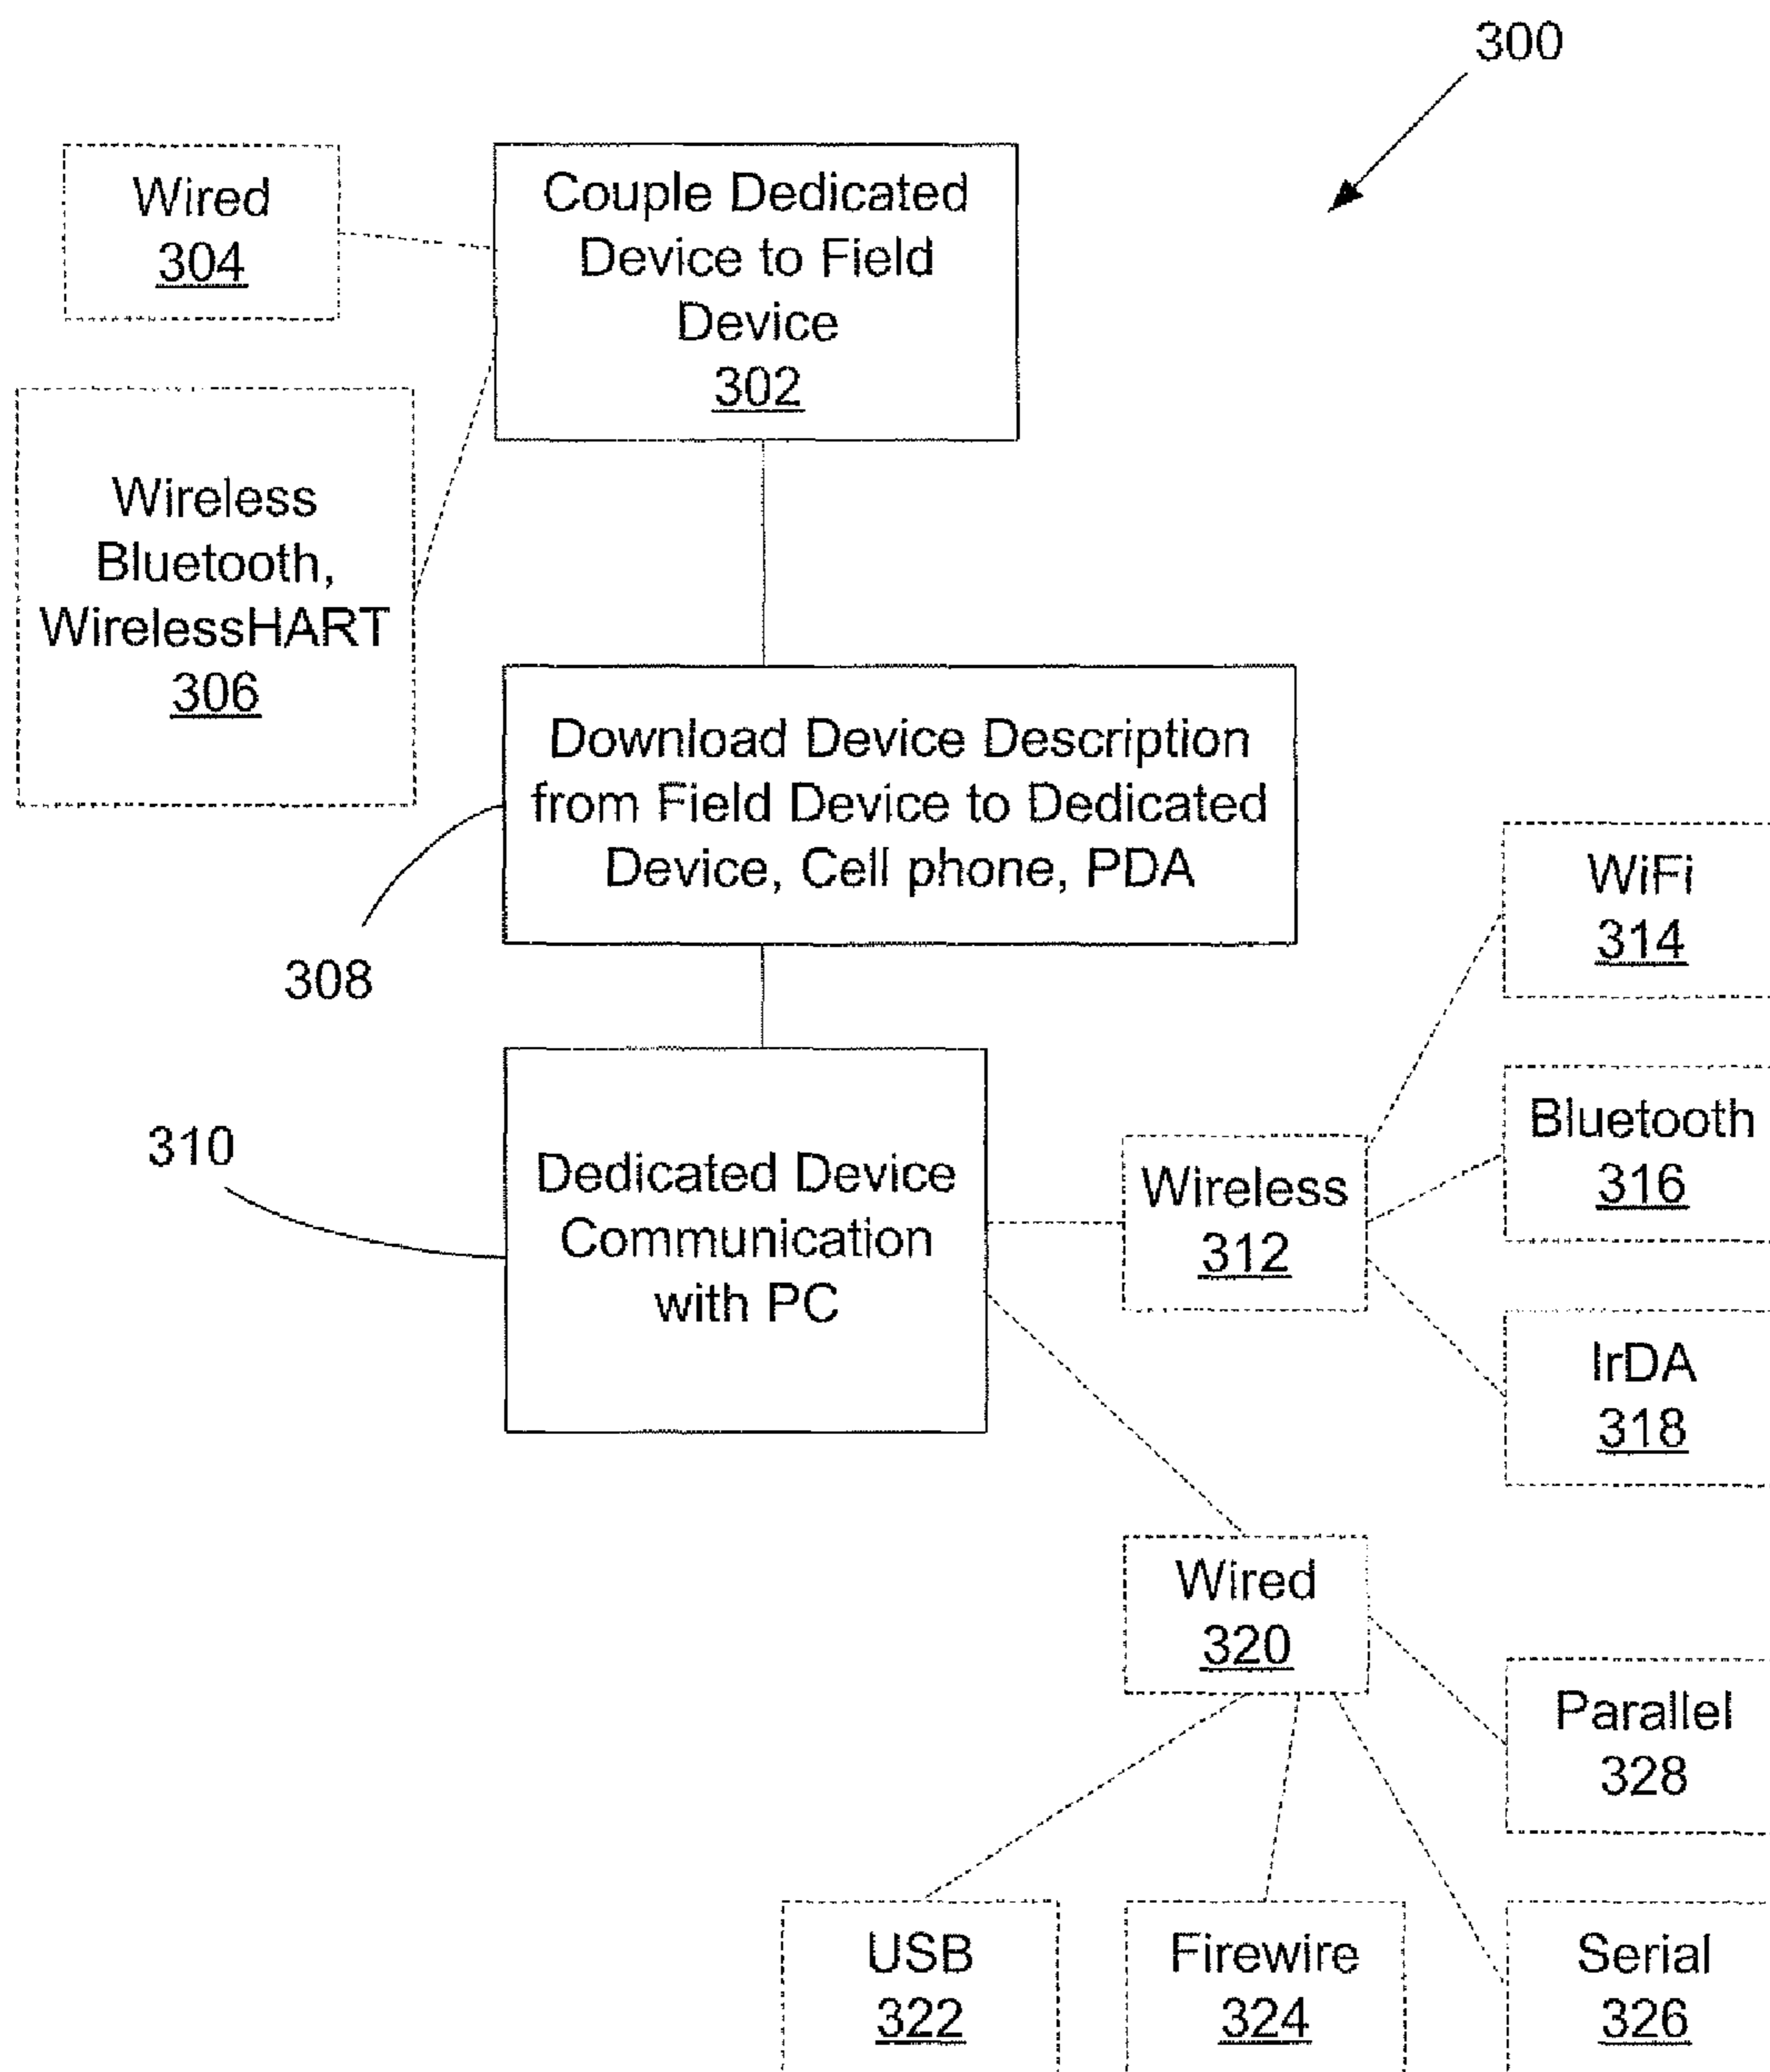 300
Wired
304
Couple Dedicated
Device to Field
Device
302
Wireless
Bluetooth,
WirelessHART
306
Download Device Description
from Field Device to Dedicated
Device, Cell phone, PDA
308
WiFi
314
310
Dedicated Device
Communication
with PC
Wireless
312
Bluetooth
316
IrDA
318
Wired
320
Parallel
328
USB
322
Firewire
324
Serial
326